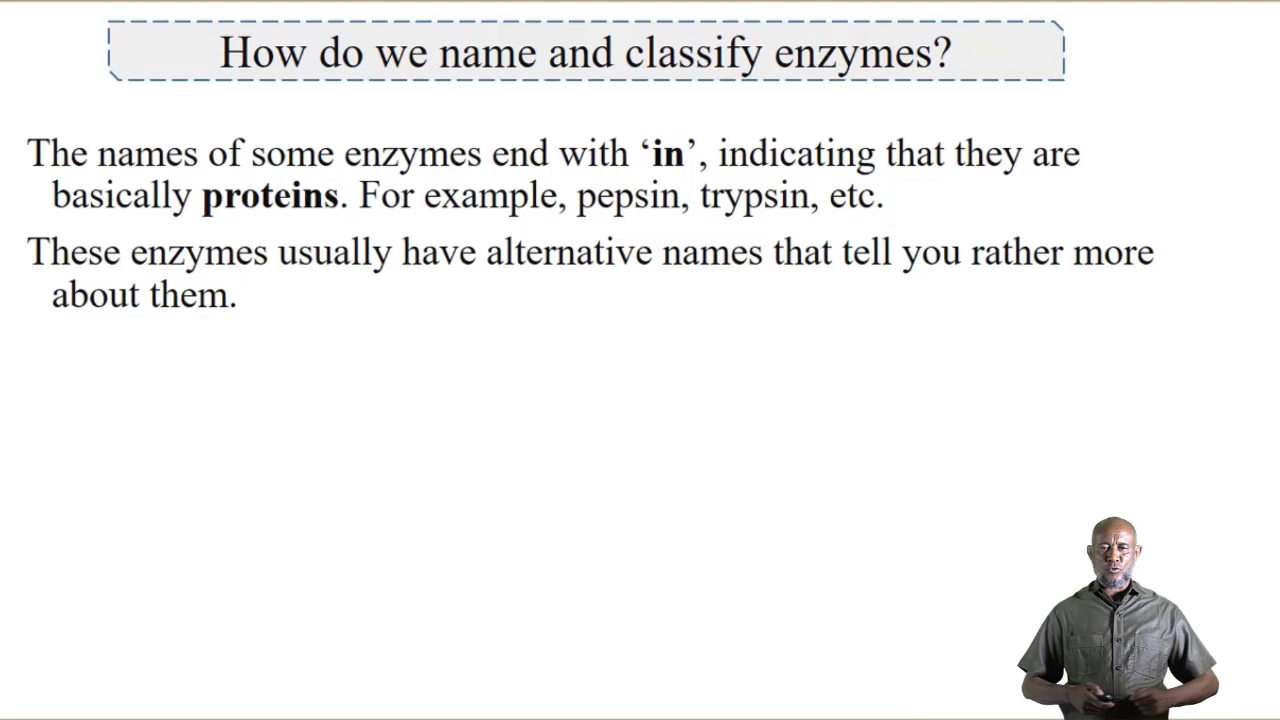 How do we name and classify enzymes?
The names of some enzymes end with ‘in’, indicating that they are
basically proteins. For example, pepsin, trypsin, etc.
These enzymes usually have alternative names that tell you rather more
about them.